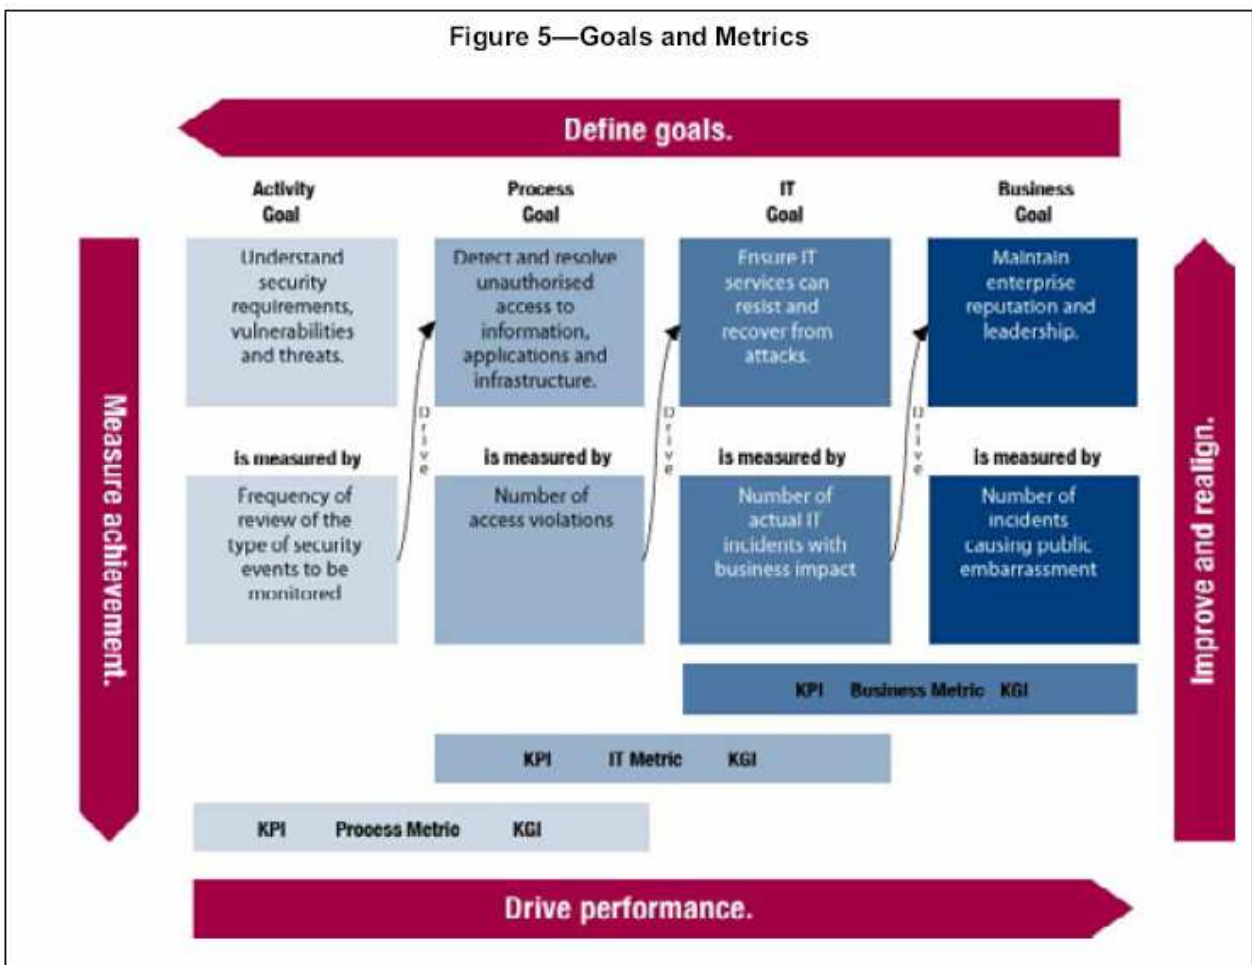 Figure 5—Goals and Metrics
Define goals.
Activity
Goal
Process
Goal
IT
Goal
Business
Goal
Understand
security
requirements,
vulnerabilities
and threats.
Detect and resolve
unauthorised
access to
information,
applications and
infrastructure.
Ensure IT
services can
resist and
recover from
attacks.
Maintain
enterprise
reputation and
leadership.
Drive
Drive
Drive
is measured by
is measured by
is measured by
is measured by
Frequency of
review of the
type of security
events to be
monitored
Number of
access violations
Number of
actual IT
incidents with
business impact
Number of
incidents
causing public
embarrassment
Measure achievement.
Improve and realign.
KPI Business Metric KGI
KPI IT Metric KGI
KPI Process Metric KGI
Drive performance.